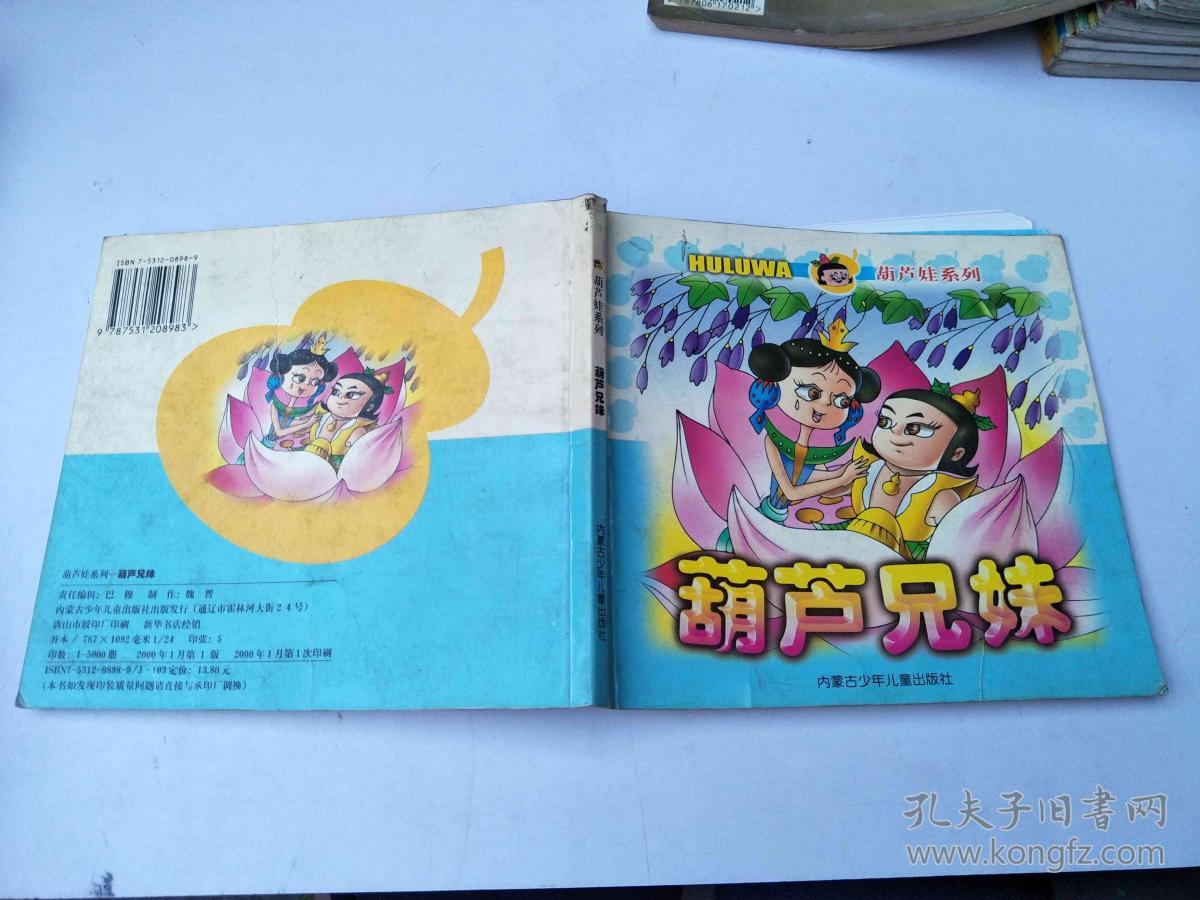 787806170212>
ISBN 7-5312-0898-9
9 787531 208983>
葫芦娃系列—葫芦兄妹
责任编辑：巴 穆 制 作：魏 晋
内蒙古少年儿童出版社出版发行（通辽市霍林河大街24号）
唐山市胶印厂印刷 新华书店经销
开本/787×1092毫米1/24 印张：5
印数：1-5000册 2000年1月第1版 2000年1月第1次印刷
ISBN7-5312-0898-9/J·103定价：13.80元
（本书如发现印装质量问题请直接与承印厂调换）
葫芦娃系列
葫芦兄妹
内蒙古少年儿童出版社
HULUWA
葫芦娃系列
葫芦兄妹
内蒙古少年儿童出版社
孔夫子旧書网
www.kongfz.com